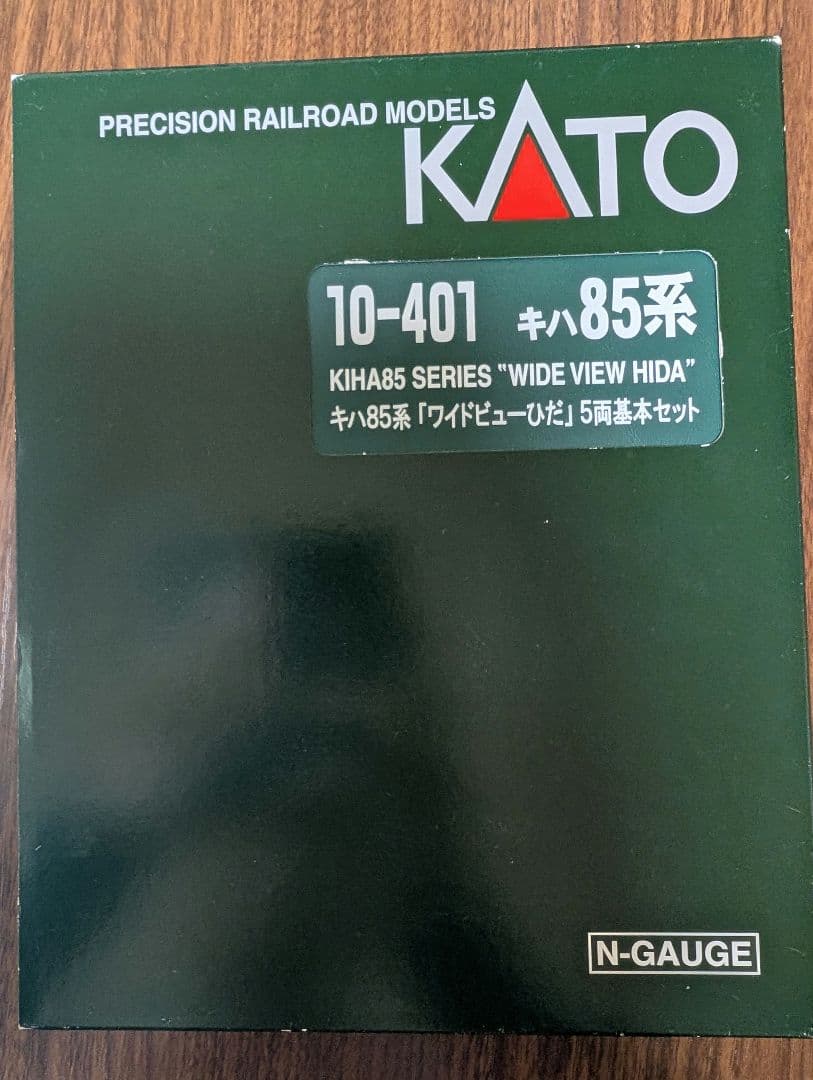 PRECISION RAILROAD MODELS
KATO
10-401 キハ85系
KIHA85 SERIES "WIDE VIEW HIDA"
キハ85系「ワイドビューひだ」5両基本セット
N-GAUGE